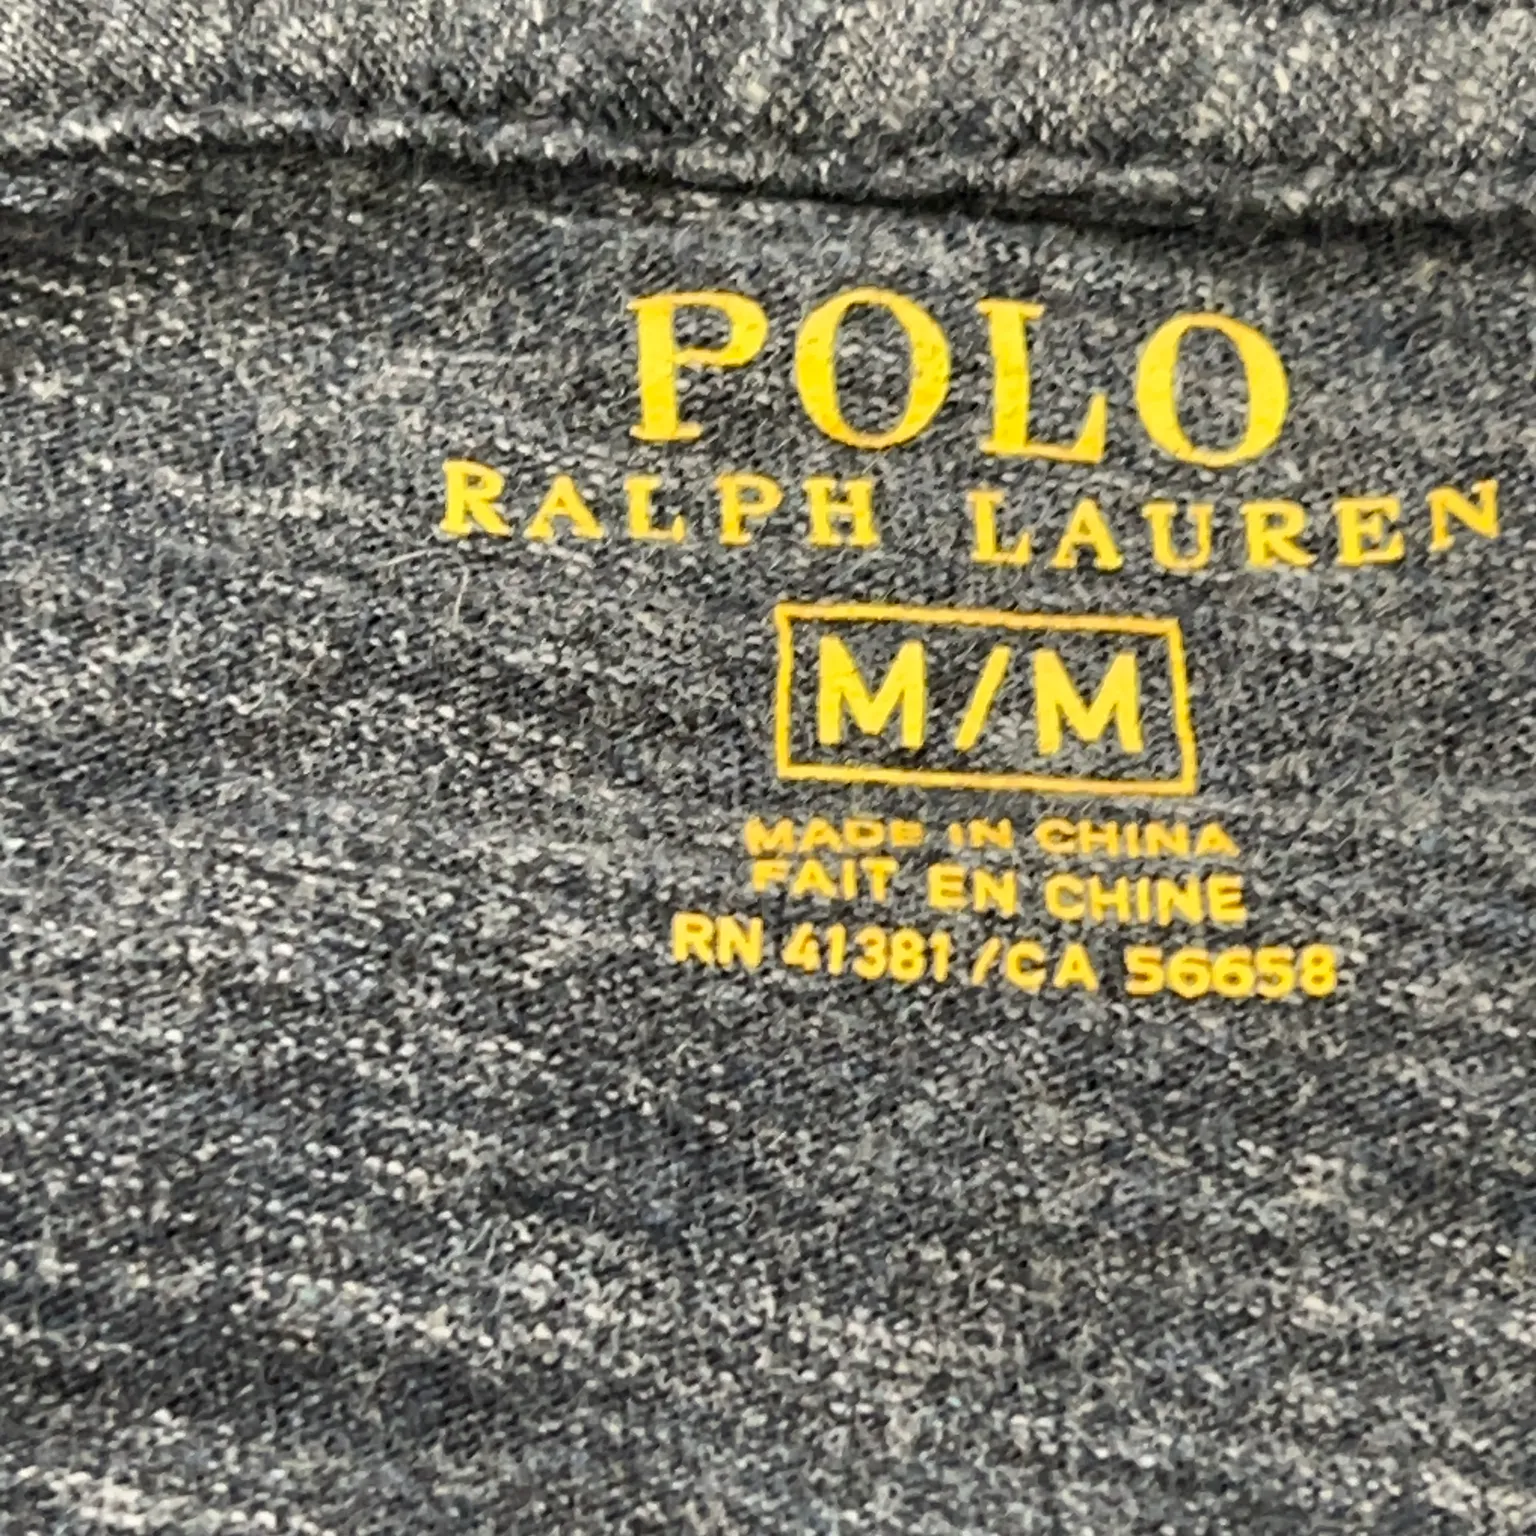 POLO
RALPH LAUREN
M/M
MADE IN CHINA
FAIT EN CHINE
RN 41381 /CA 56658